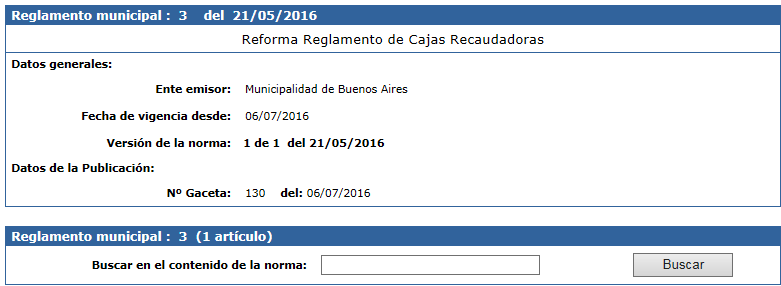 Reglamento municipal : 3 del 21/05/2016
Reforma Reglamento de Cajas Recaudadoras
Datos generales:
Ente emisor: Municipalidad de Buenos Aires
Fecha de vigencia desde: 06/07/2016
Versión de la norma: 1 de 1 del 21/05/2016
Datos de la Publicación:
Nº Gaceta: 130 del: 06/07/2016
Reglamento municipal : 3 (1 artículo)
Buscar en el contenido de la norma: Buscar